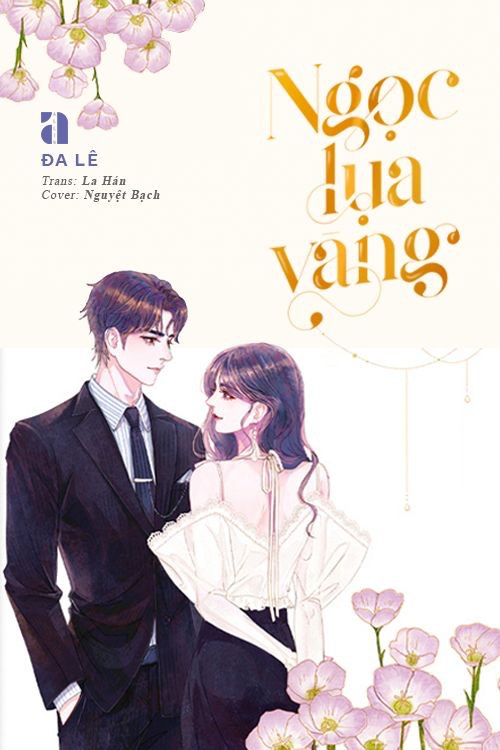 a
ĐA LÊ
Trans: La Hán
Cover: Nguyệt Bạch
Ngọc
lụa
vàng